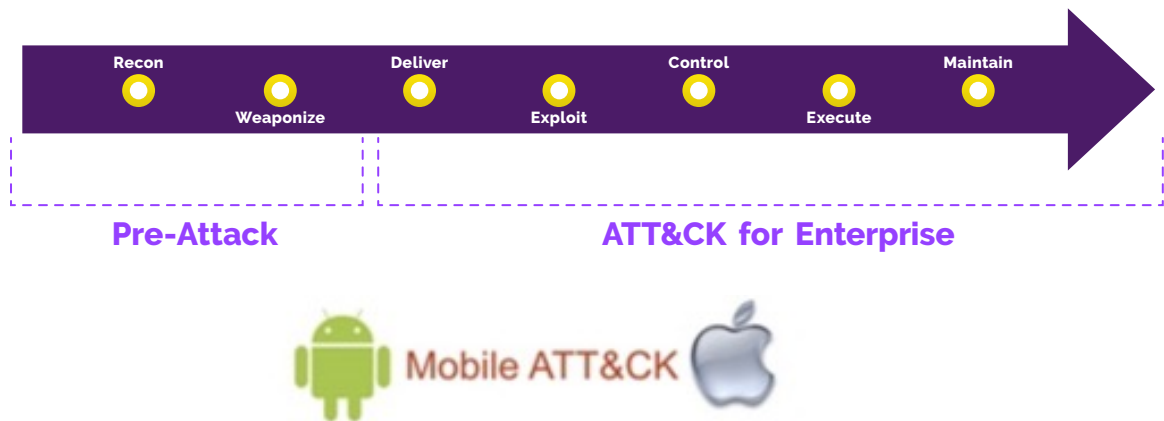 Recon
Weaponize
Deliver
Exploit
Control
Execute
Maintain
Pre-Attack
ATT&CK for Enterprise
Mobile ATT&CK